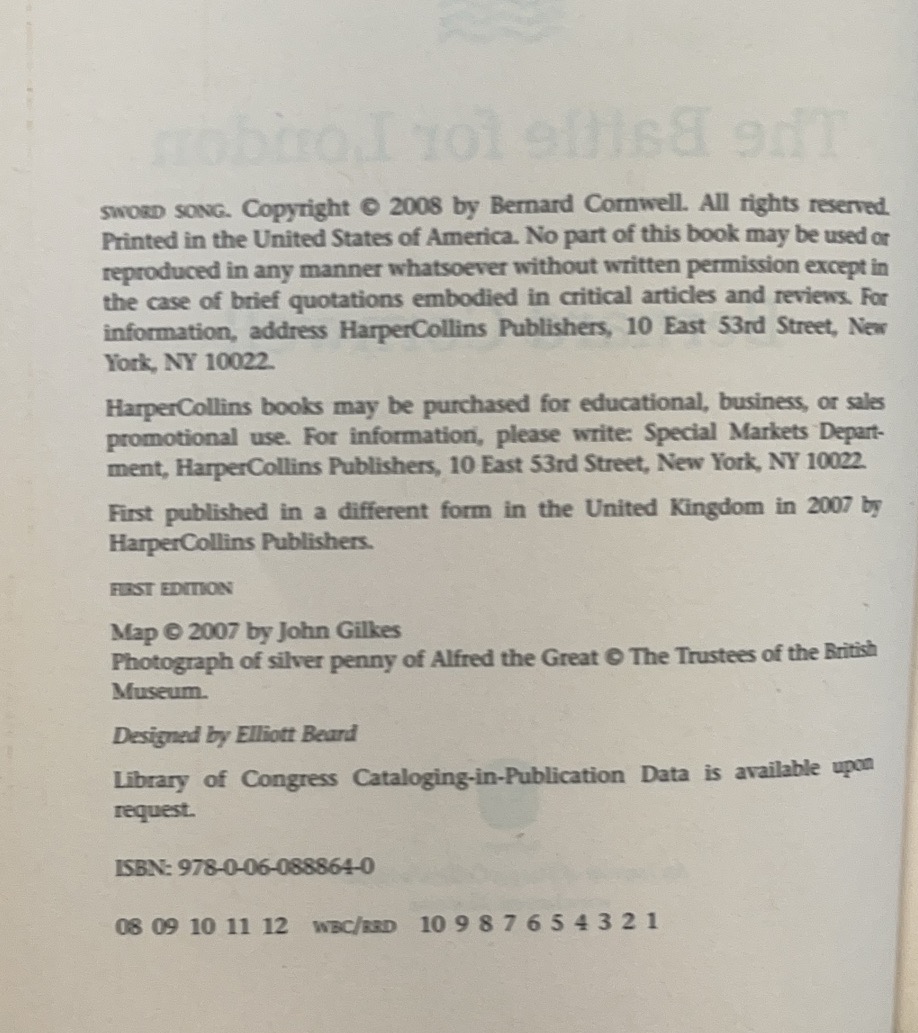 The Battle for London
SWORD SONG. Copyright © 2008 by Bernard Cornwell. All rights reserved.
Printed in the United States of America. No part of this book may be used or
reproduced in any manner whatsoever without written permission except in
the case of brief quotations embodied in critical articles and reviews. For
information, address HarperCollins Publishers, 10 East 53rd Street, New
York, NY 10022.
HarperCollins books may be purchased for educational, business, or sales
promotional use. For information, please write: Special Markets Depart-
ment, HarperCollins Publishers, 10 East 53rd Street, New York, NY 10022.
First published in a different form in the United Kingdom in 2007 by
HarperCollins Publishers.
FIRST EDITION
Map © 2007 by John Gilkes
Photograph of silver penny of Alfred the Great © The Trustees of the British
Museum.
Designed by Elliott Beard
Library of Congress Cataloging-in-Publication Data is available upon
request.
ISBN: 978-0-06-088864-0
08 09 10 11 12 WBC/RRD 10 9 8 7 6 5 4 3 2 1